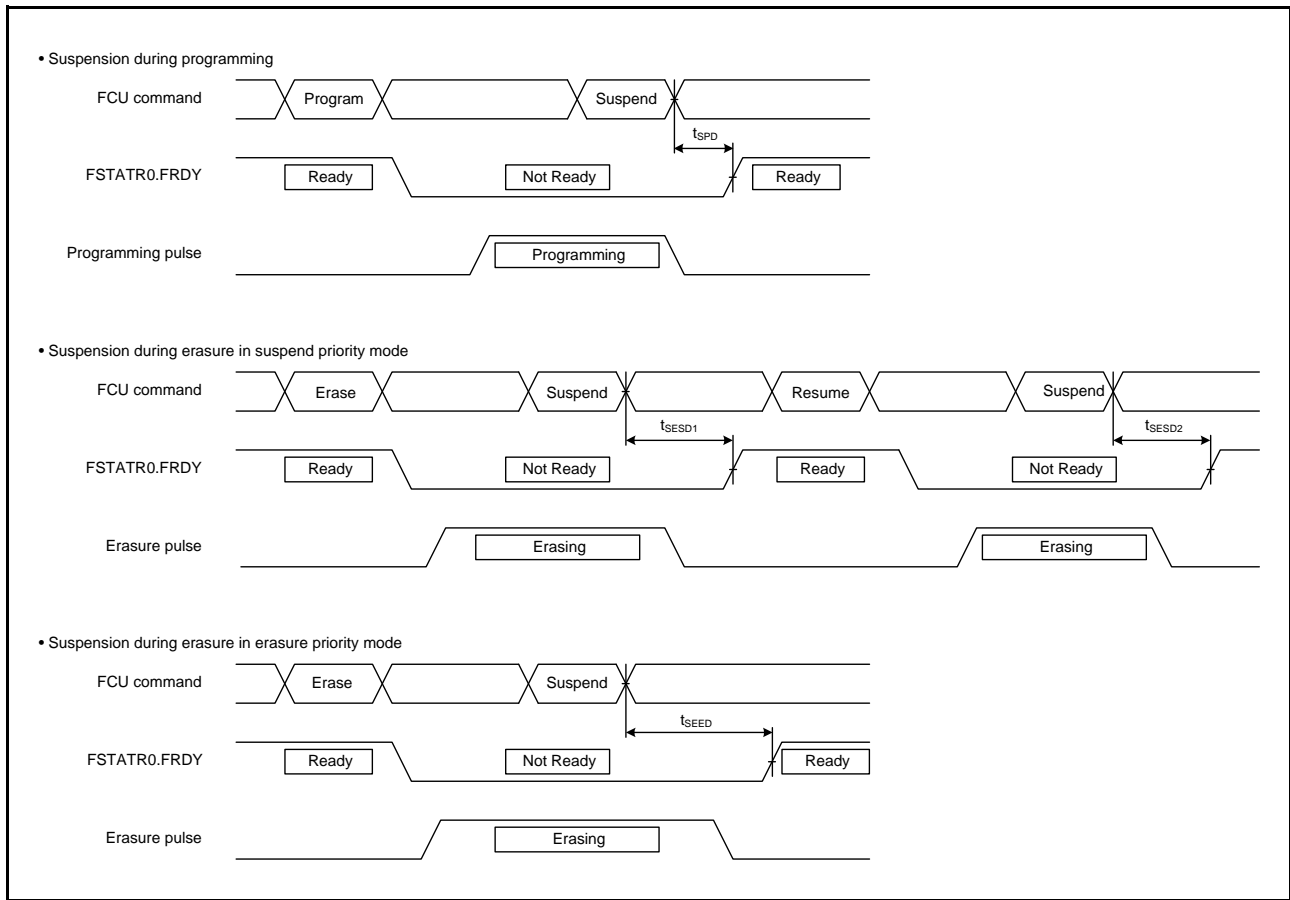 • Suspension during programming
FCU command Program Suspend
tSPD
FSTATR0.FRDY Ready Not Ready Ready
Programming pulse Programming
• Suspension during erasure in suspend priority mode
FCU command Erase Suspend Resume Suspend
tSESD1 tSESD2
FSTATR0.FRDY Ready Not Ready Ready Not Ready
Erasure pulse Erasing Erasing
• Suspension during erasure in erasure priority mode
FCU command Erase Suspend
tSEED
FSTATR0.FRDY Ready Not Ready Ready
Erasure pulse Erasing